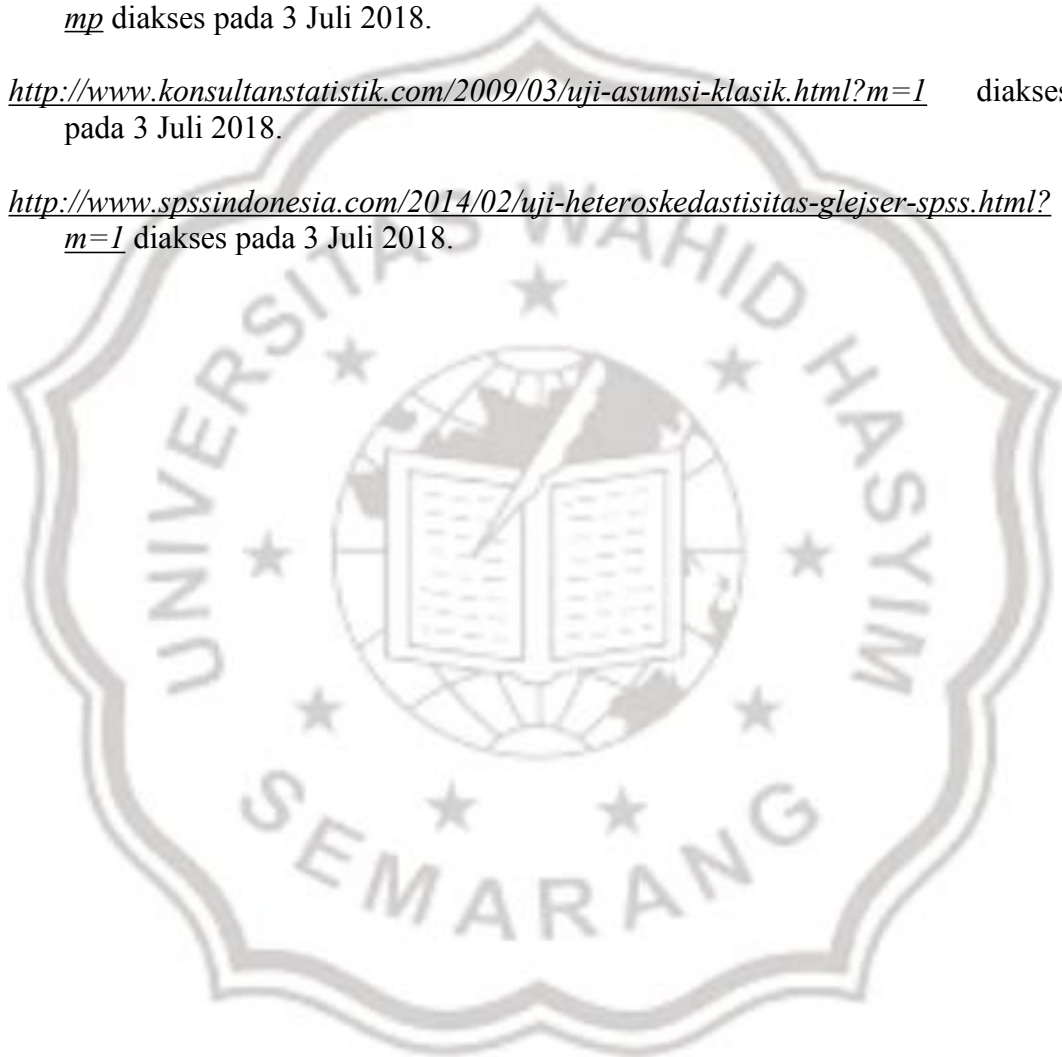 mp diakses pada 3 Juli 2018.
http://www.konsultanstatistik.com/2009/03/uji-asumsi-klasik.html?m=1 diakses
pada 3 Juli 2018.
http://www.spssindonesia.com/2014/02/uji-heteroskedastisitas-glejser-spss.html?
m=1 diakses pada 3 Juli 2018.
UNIVERSITAS WAHID HASYIM
SEMARANG